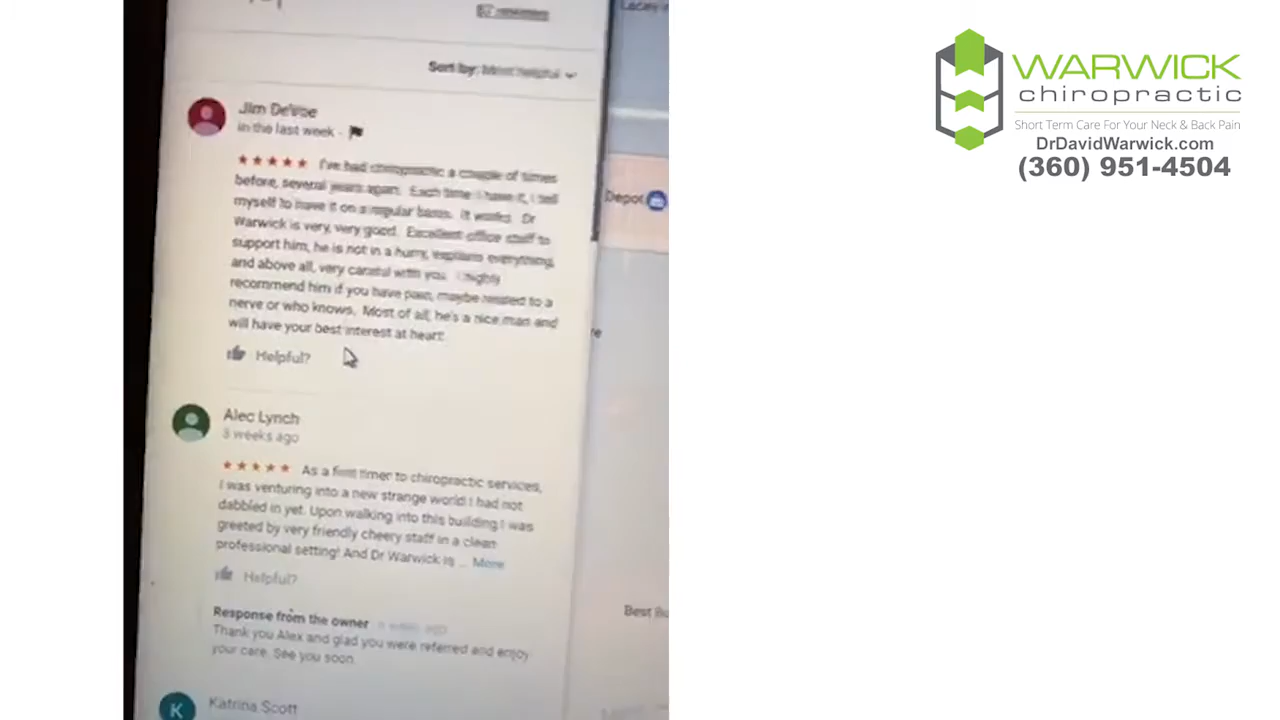 Sort by: Most helpful
Jim DeVoe
in the last week -
I've had chiropractic a couple of times
before, several years again. Each time I have it, I tell
myself to have it on a regular basis. It works. Dr
Warwick is very, very good. Excellent office staff to
support him, he is not in a hurry, explains everything,
and above all, very careful with you. I highly
recommend him if you have pain, maybe related to a
nerve or who knows. Most of all, he's a nice man and
will have your best interest at heart.
Helpful?
Alec Lynch
3 weeks ago
As a first timer to chiropractic services,
I was venturing into a new strange world I had not
dabbled in yet. Upon walking into this building I was
greeted by very friendly cheery staff in a clean
professional setting! And Dr Warwick is ... More
Helpful?
Response from the owner
Thank you Alex and glad you were referred and enjoy
your care. See you soon.
K
Katrina Scott
Depot
WARWICK
chiropractic
Short Term Care For Your Neck & Back Pain
DrDavidWarwick.com
(360) 951-4504